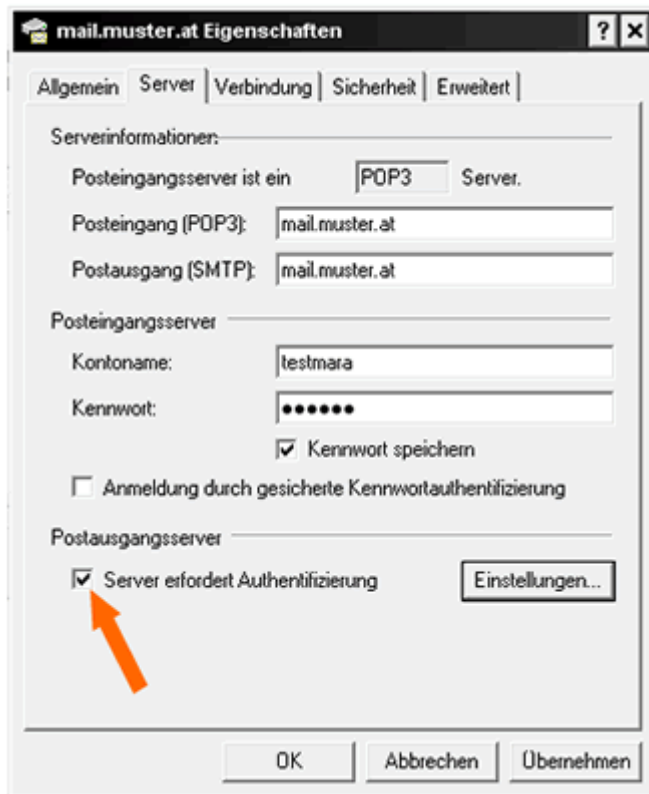 mail.muster.at Eigenschaften
Allgemein Server Verbindung Sicherheit Erweitert
Serverinformationen:
Posteingangsserver ist ein POP3 Server.
Posteingang (POP3): mail.muster.at
Postausgang (SMTP): mail.muster.at
Posteingangsserver
Kontoname: testmara
Kennwort: ●●●●●●
Kennwort speichern
Anmeldung durch gesicherte Kennwortauthentifizierung
Postausgangsserver
Server erfordert Authentifizierung Einstellungen...
OK Abbrechen Übernehmen